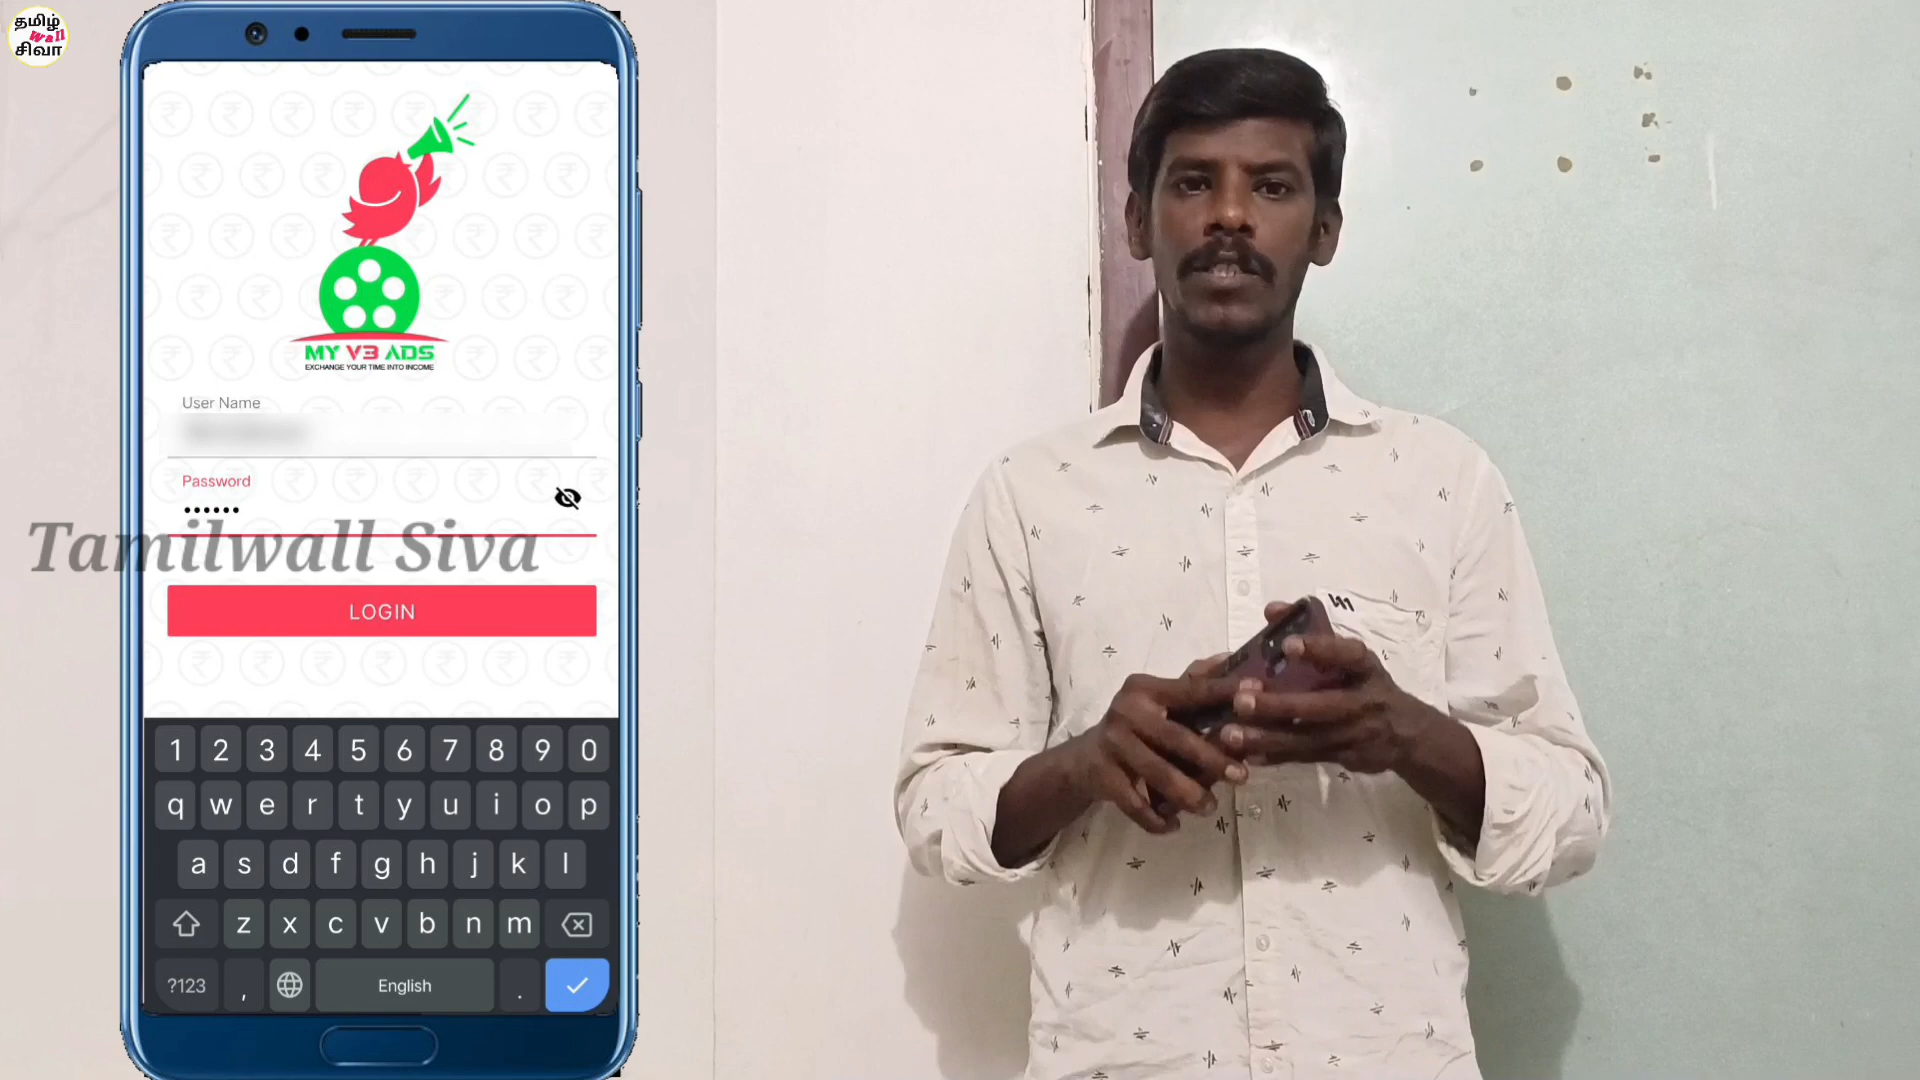 தமிழ்
wall
சிவா
MY V3 ADS
EXCHANGE YOUR TIME INTO INCOME
User Name
Password
Tamilwall Siva
LOGIN
1 2 3 4 5 6 7 8 9 0
q w e r t y u i o p
a s d f g h j k l
z x c v b n m
?123 , English .